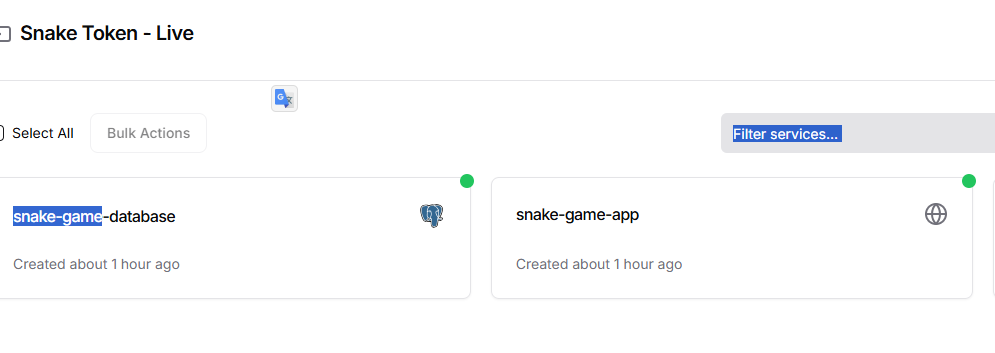 Snake Token - Live
Select All
Bulk Actions
Filter services...
snake-game-database
snake-game-app
Created about 1 hour ago
Created about 1 hour ago